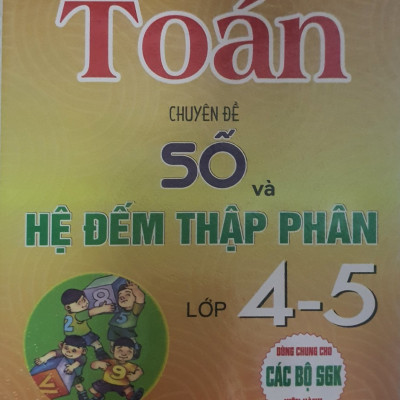 Toán
CHUYÊN ĐỀ
SỐ
và
HỆ ĐẾM THẬP PHÂN
LỚP 4-5
DÙNG CHUNG CHO
CÁC BỘ SGK